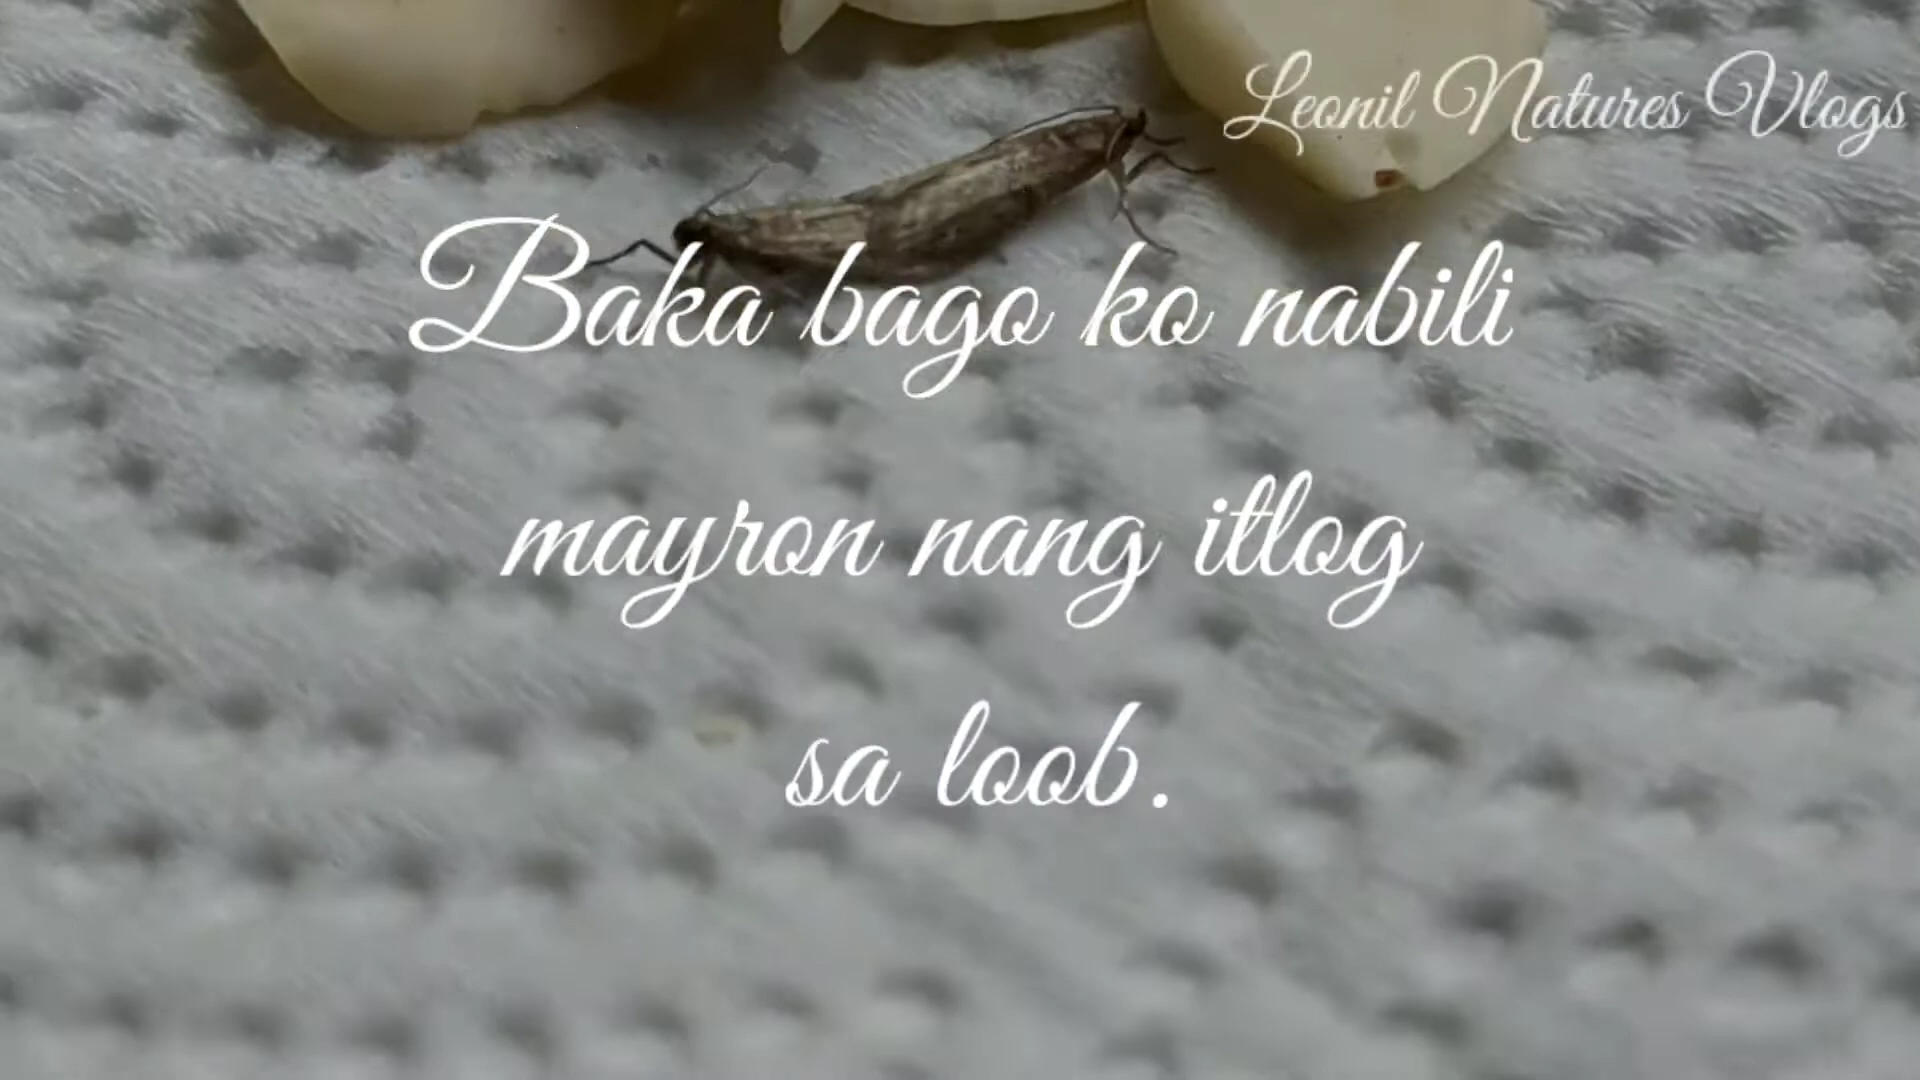 Leonil Natures Vlogs
Baka bago ko nabili
mayron nang itlog
sa loob.